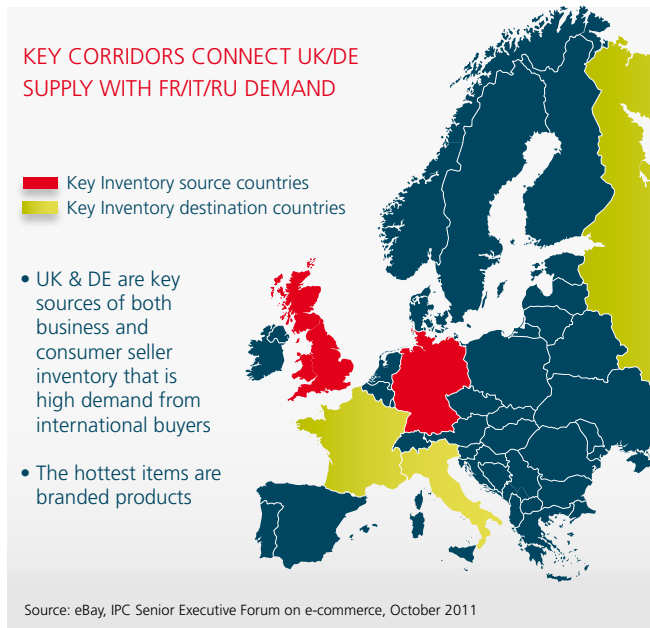 KEY CORRIDORS CONNECT UK/DE
SUPPLY WITH FR/IT/RU DEMAND
Key Inventory source countries
Key Inventory destination countries
• UK & DE are key
sources of both
business and
consumer seller
inventory that is
high demand from
international buyers
• The hottest items are
branded products
Source: eBay, IPC Senior Executive Forum on e-commerce, October 2011